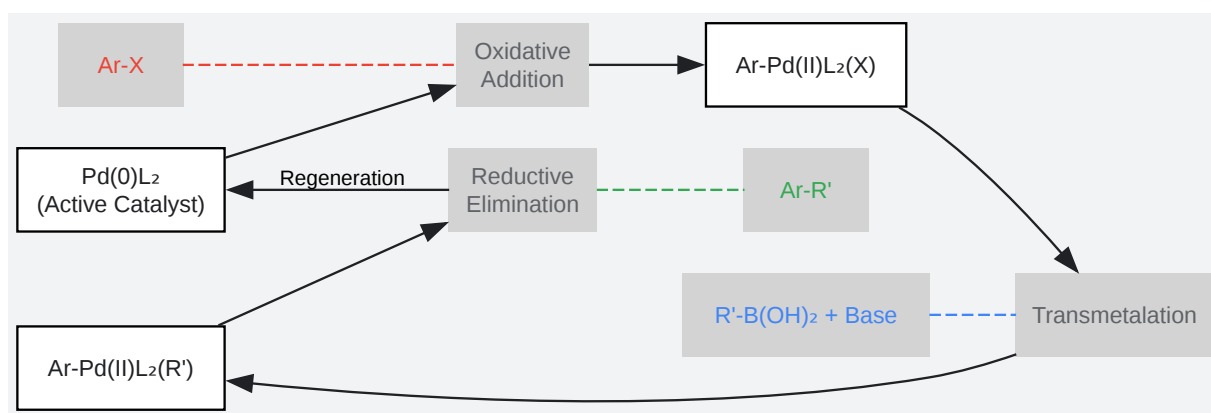 Ar-X
Oxidative
Addition
Ar-Pd(II)L₂(X)
Pd(0)L₂
(Active Catalyst)
Regeneration
Reductive
Elimination
Ar-R'
R'-B(OH)₂ + Base
Transmetalation
Ar-Pd(II)L₂(R')